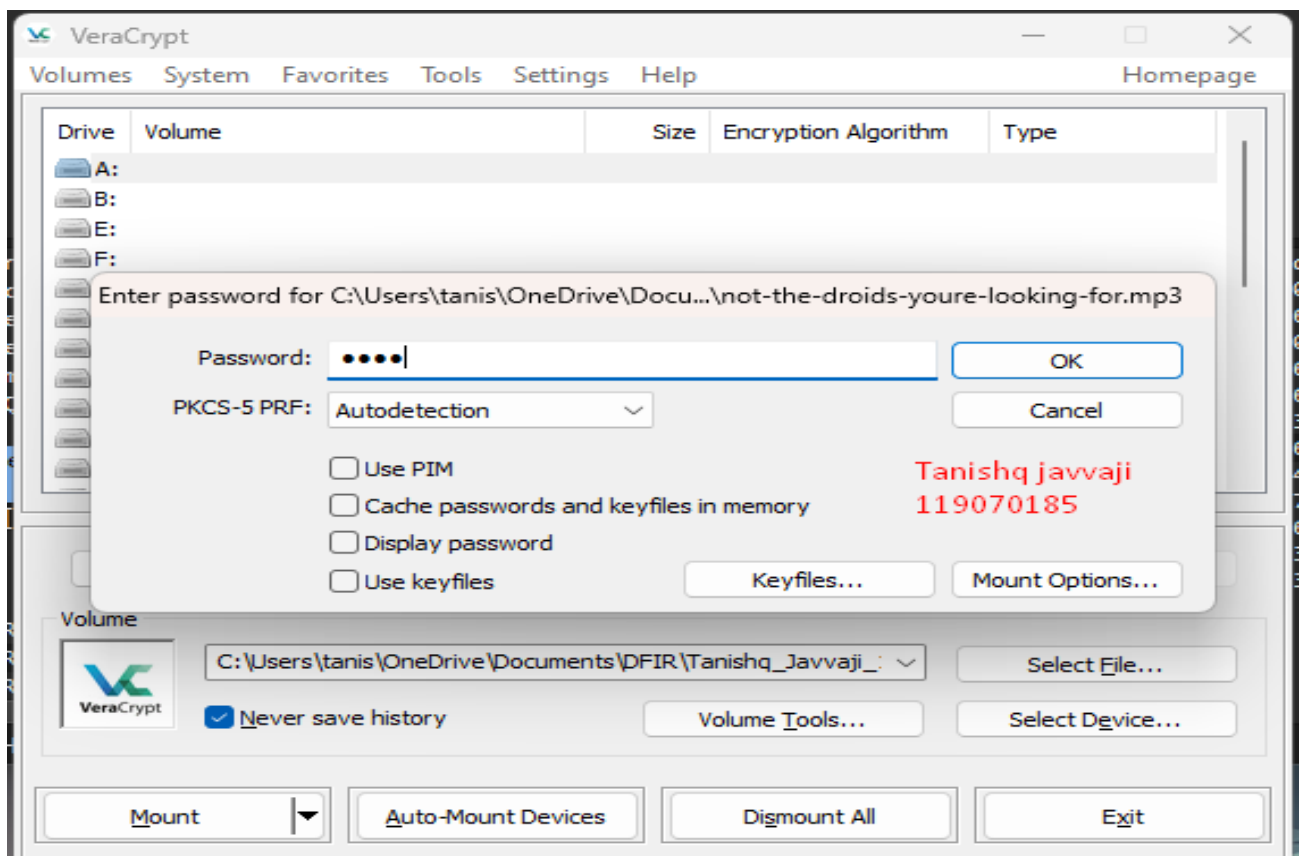 VeraCrypt
Volumes System Favorites Tools Settings Help Homepage
Drive Volume Size Encryption Algorithm Type
A:
B:
E:
F:
Enter password for C:\Users\tanis\OneDrive\Docu...\not-the-droids-youre-looking-for.mp3
Password: ●●●● OK
PKCS-5 PRF: Autodetection Cancel
Use PIM
Tanishq javvaji
Cache passwords and keyfiles in memory
119070185
Display password
Use keyfiles Keyfiles... Mount Options...
Volume
C:\Users\tanis\OneDrive\Documents\DFIR\Tanishq_Javvaji_ Select File...
VeraCrypt
Never save history Volume Tools... Select Device...
Mount Auto-Mount Devices Dismount All Exit